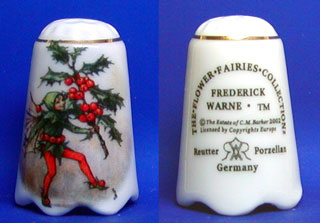 THE·FLOWER·FAIRIES·COLLECTION·
FREDERICK
WARNE · TM
© The Estate of C.M. Barker 2002
Licensed by Copyrights Europe
Reutter Porzellan
Germany